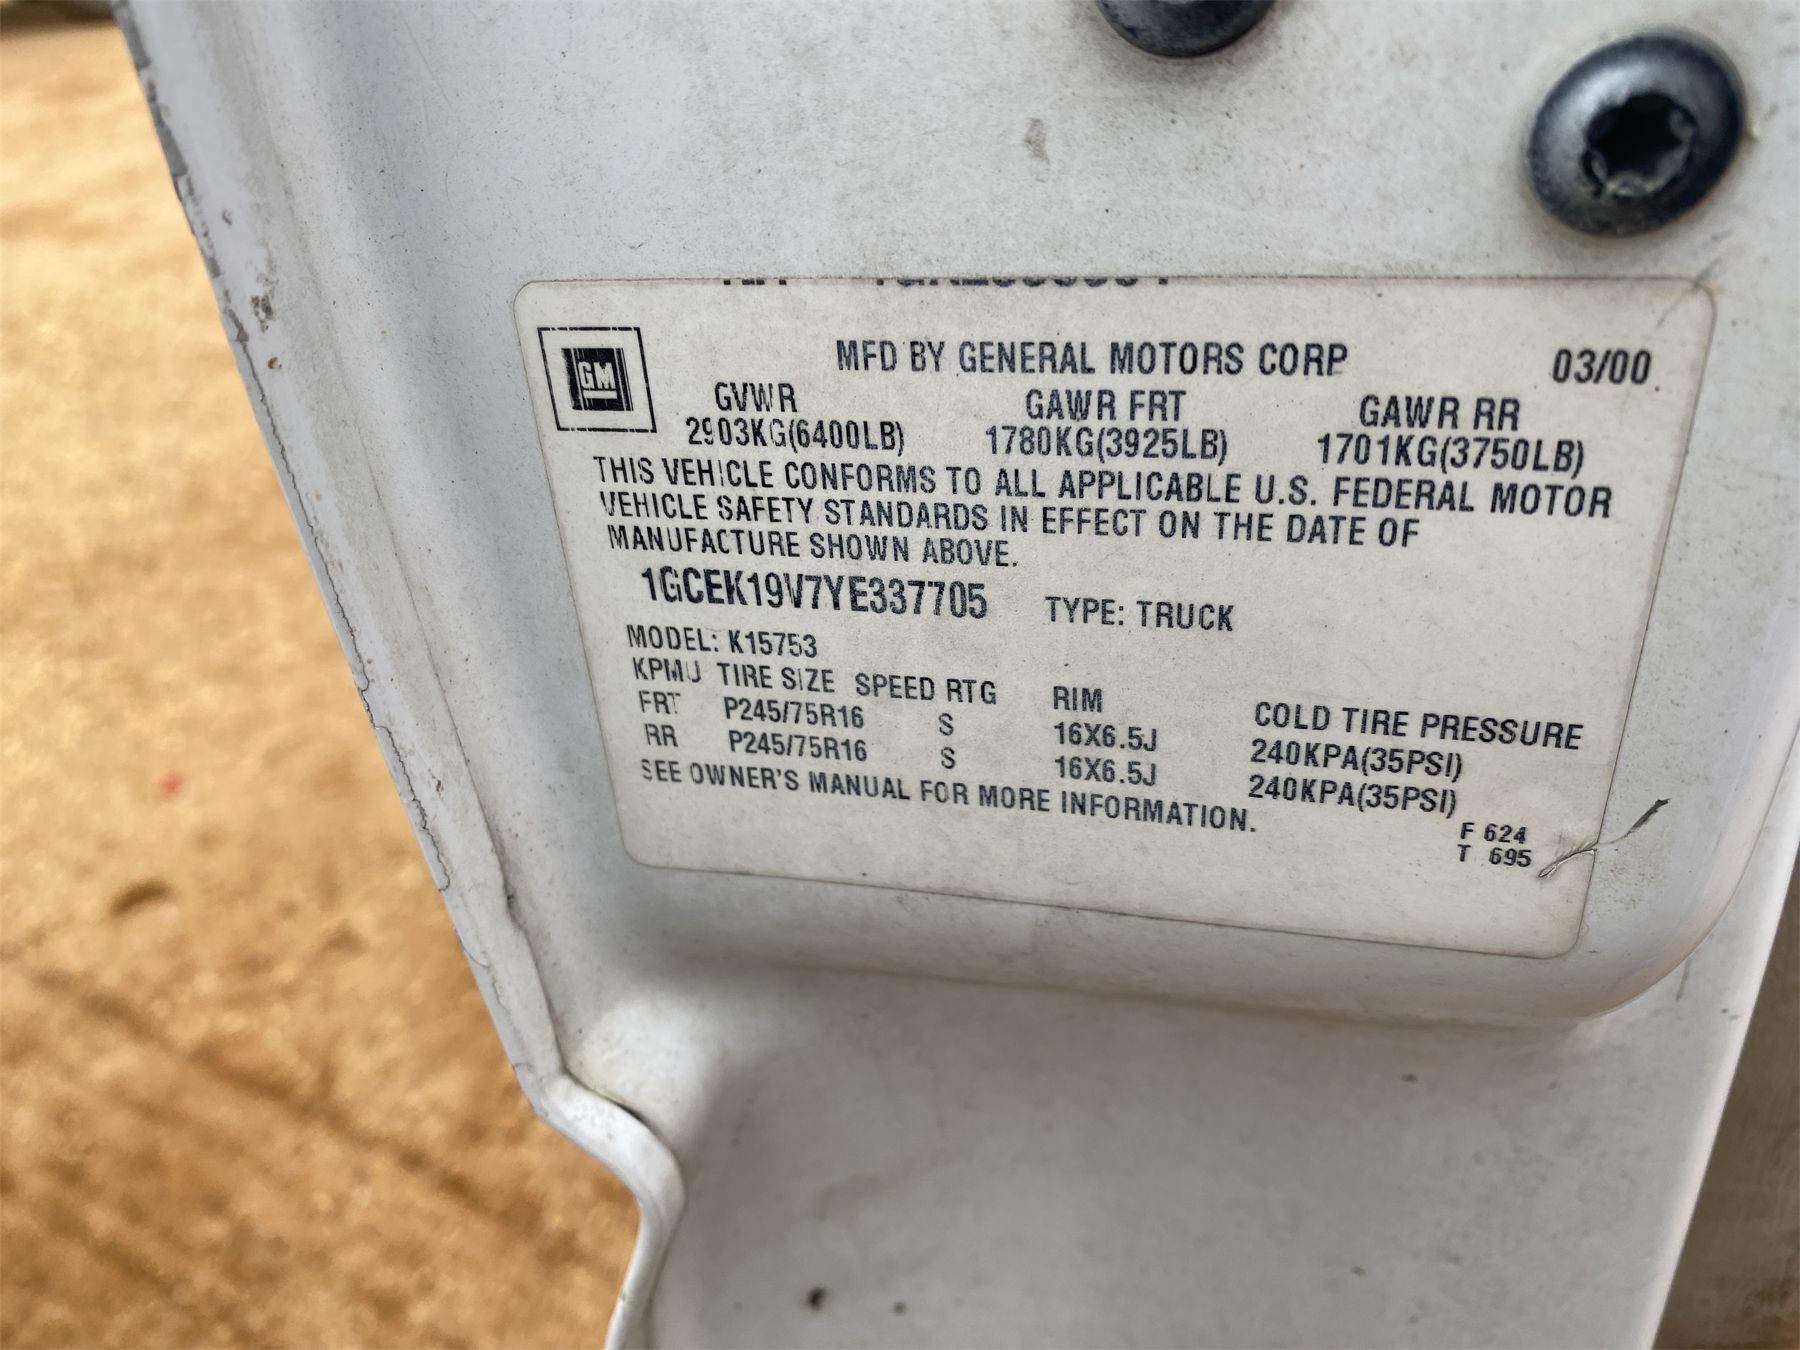 MFD BY GENERAL MOTORS CORP 03/00
GM
GVWR GAWR FRT GAWR RR
2903KG(6400LB) 1780KG(3925LB) 1701KG(3750LB)
THIS VEHICLE CONFORMS TO ALL APPLICABLE U.S. FEDERAL MOTOR
VEHICLE SAFETY STANDARDS IN EFFECT ON THE DATE OF
MANUFACTURE SHOWN ABOVE.
1GCEK19V7YE337705 TYPE: TRUCK
MODEL: K15753
KPMU TIRE SIZE SPEED RTG RIM COLD TIRE PRESSURE
FRT P245/75R16 S 16X6.5J 240KPA(35PSI)
RR P245/75R16 S 16X6.5J 240KPA(35PSI)
SEE OWNER'S MANUAL FOR MORE INFORMATION.
F 624
T 695